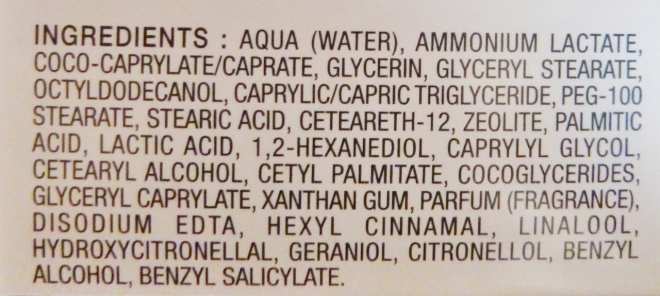 INGREDIENTS : AQUA (WATER), AMMONIUM LACTATE,
COCO-CAPRYLATE/CAPRATE, GLYCERIN, GLYCERYL STEARATE,
OCTYLDODECANOL, CAPRYLIC/CAPRIC TRIGLYCERIDE, PEG-100
STEARATE, STEARIC ACID, CETEARETH-12, ZEOLITE, PALMITIC
ACID, LACTIC ACID, 1,2-HEXANEDIOL, CAPRYLYL GLYCOL,
CETEARYL ALCOHOL, CETYL PALMITATE, COCOGLYCERIDES,
GLYCERYL CAPRYLATE, XANTHAN GUM, PARFUM (FRAGRANCE),
DISODIUM EDTA, HEXYL CINNAMAL, LINALOOL,
HYDROXYCITRONELLAL, GERANIOL, CITRONELLOL, BENZYL
ALCOHOL, BENZYL SALICYLATE.